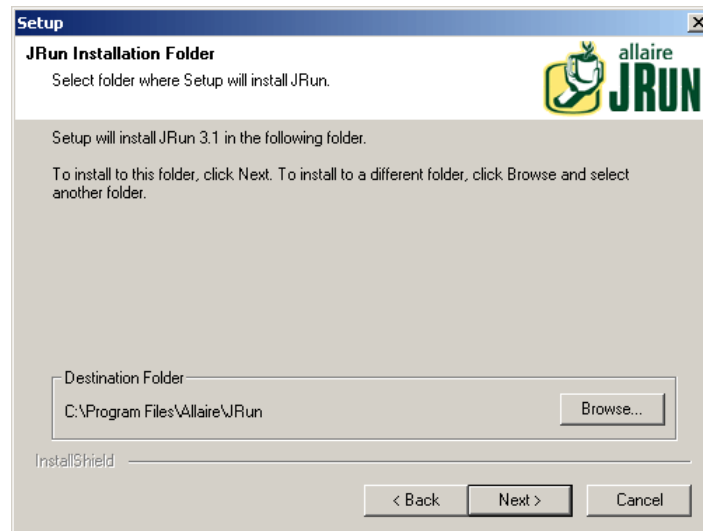 Setup
JRun Installation Folder
Select folder where Setup will install JRun.
allaire
JRUN
Setup will install JRun 3.1 in the following folder.
To install to this folder, click Next. To install to a different folder, click Browse and select
another folder.
Destination Folder
C:\Program Files\Allaire\JRun
Browse...
InstallShield
< Back
Next >
Cancel